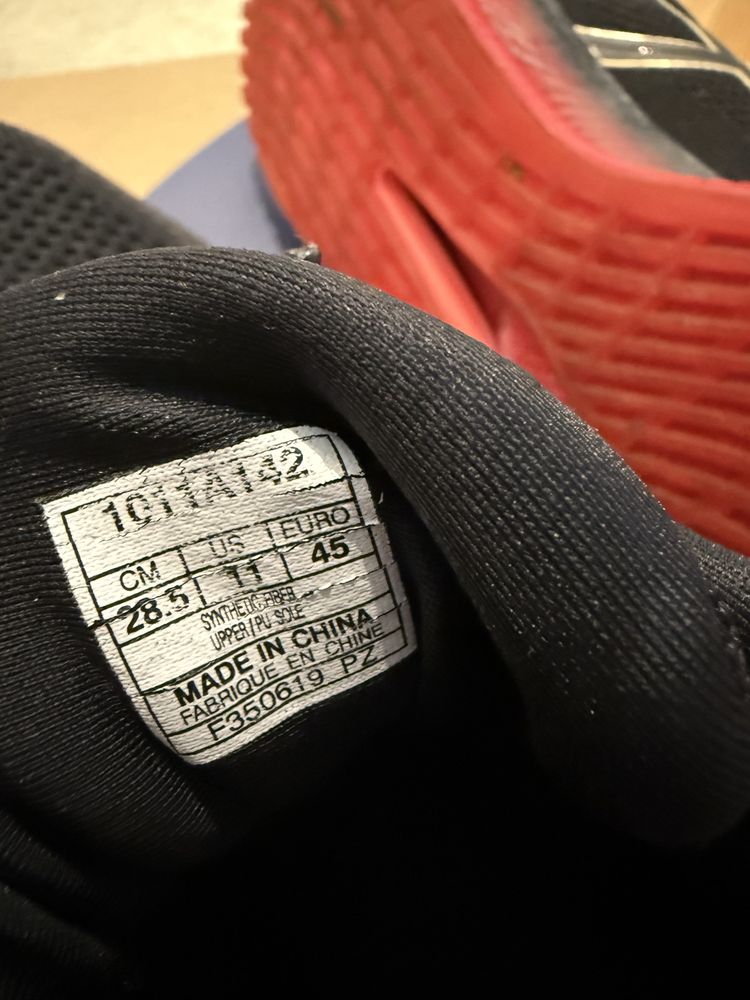 1011A142
CM US EURO
28.5 11 45
SYNTHETIC FIBER
UPPER / PU SOLE
MADE IN CHINA
FABRIQUE EN CHINE
F350619 PZ